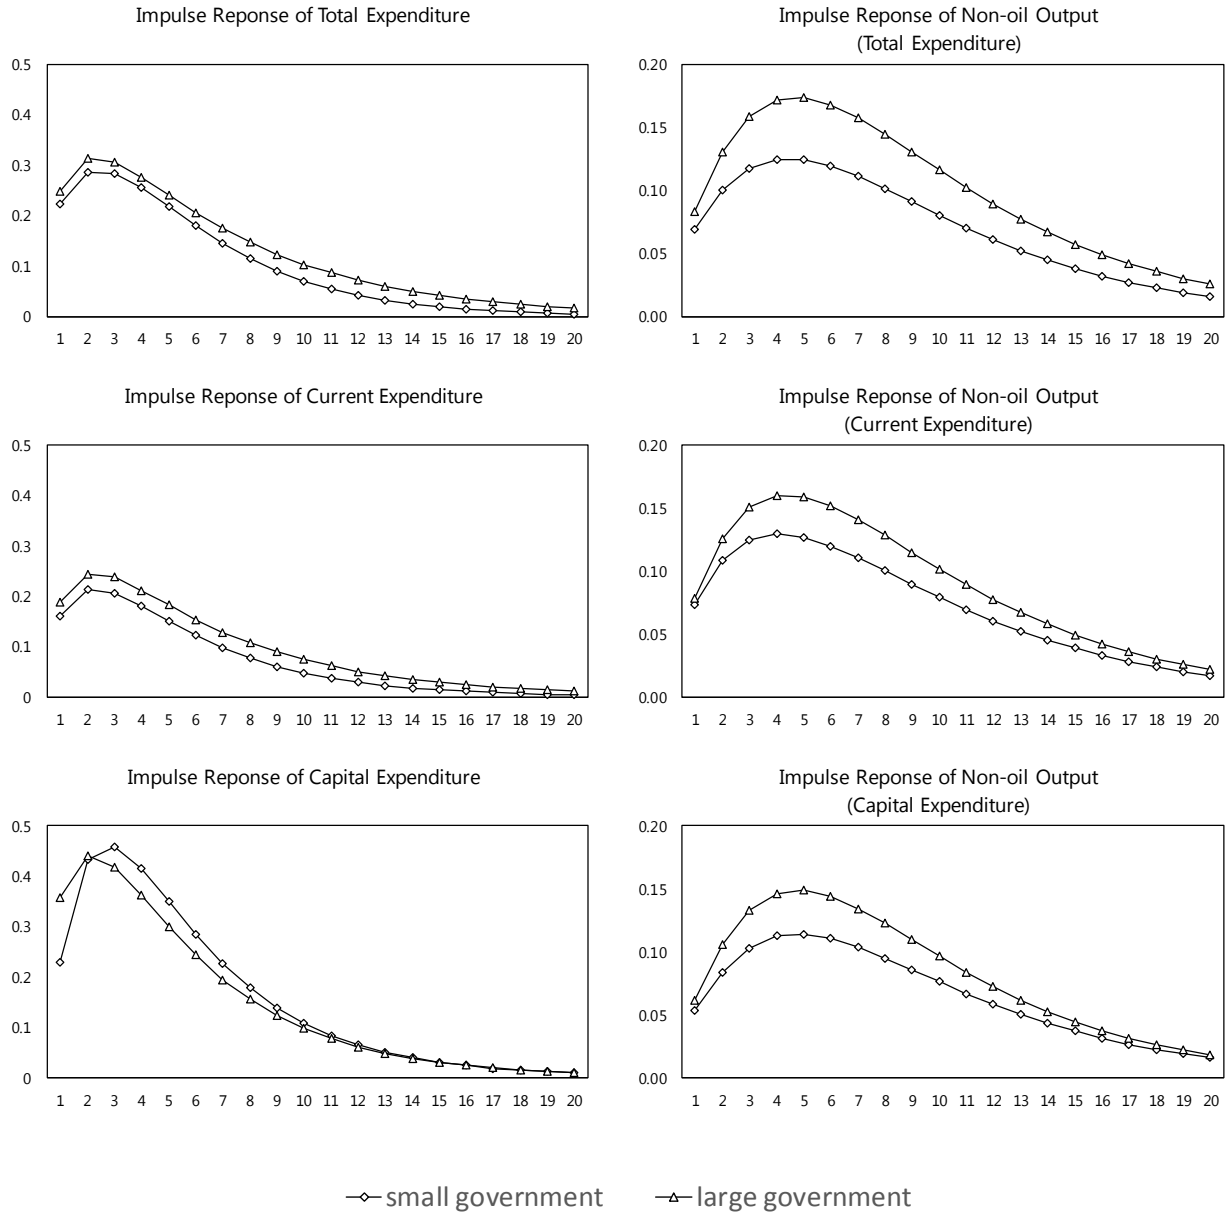 Impulse Reponse of Total Expenditure
0.5
0.4
0.3
0.2
0.1
0
1 2 3 4 5 6 7 8 9 10 11 12 13 14 15 16 17 18 19 20
Impulse Reponse of Non-oil Output
(Total Expenditure)
0.20
0.15
0.10
0.05
0.00
1 2 3 4 5 6 7 8 9 10 11 12 13 14 15 16 17 18 19 20
Impulse Reponse of Current Expenditure
0.5
0.4
0.3
0.2
0.1
0
1 2 3 4 5 6 7 8 9 10 11 12 13 14 15 16 17 18 19 20
Impulse Reponse of Non-oil Output
(Current Expenditure)
0.20
0.15
0.10
0.05
0.00
1 2 3 4 5 6 7 8 9 10 11 12 13 14 15 16 17 18 19 20
Impulse Reponse of Capital Expenditure
0.5
0.4
0.3
0.2
0.1
0
1 2 3 4 5 6 7 8 9 10 11 12 13 14 15 16 17 18 19 20
Impulse Reponse of Non-oil Output
(Capital Expenditure)
0.20
0.15
0.10
0.05
0.00
1 2 3 4 5 6 7 8 9 10 11 12 13 14 15 16 17 18 19 20
small government
large government